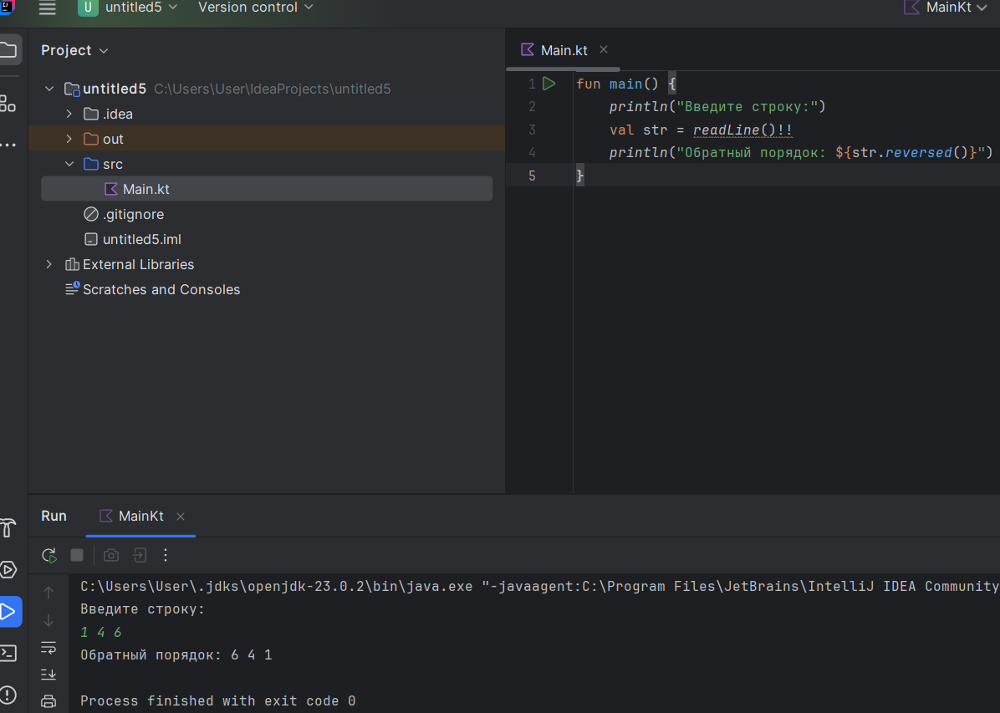 untitled5 Version control MainKt
Project
untitled5 C:\Users\User\IdeaProjects\untitled5
.idea
out
src
Main.kt
.gitignore
untitled5.iml
External Libraries
Scratches and Consoles
Main.kt
1 fun main() {
2 println("Введите строку:")
3 val str = readLine()!!
4 println("Обратный порядок: ${str.reversed()}")
5 }
Run MainKt
C:\Users\User\.jdks\openjdk-23.0.2\bin\java.exe "-javaagent:C:\Program Files\JetBrains\IntelliJ IDEA Community
Введите строку:
1 4 6
Обратный порядок: 6 4 1
Process finished with exit code 0